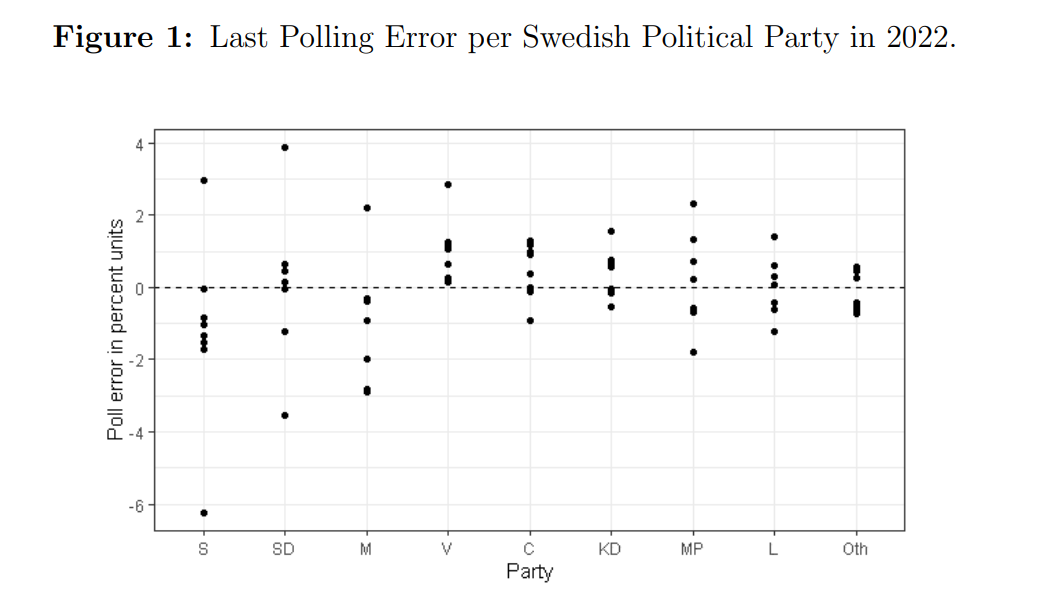 Figure 1: Last Polling Error per Swedish Political Party in 2022.
Poll error in percent units
4
2
0
-2
-4
-6
S SD M V C KD MP L Oth
Party